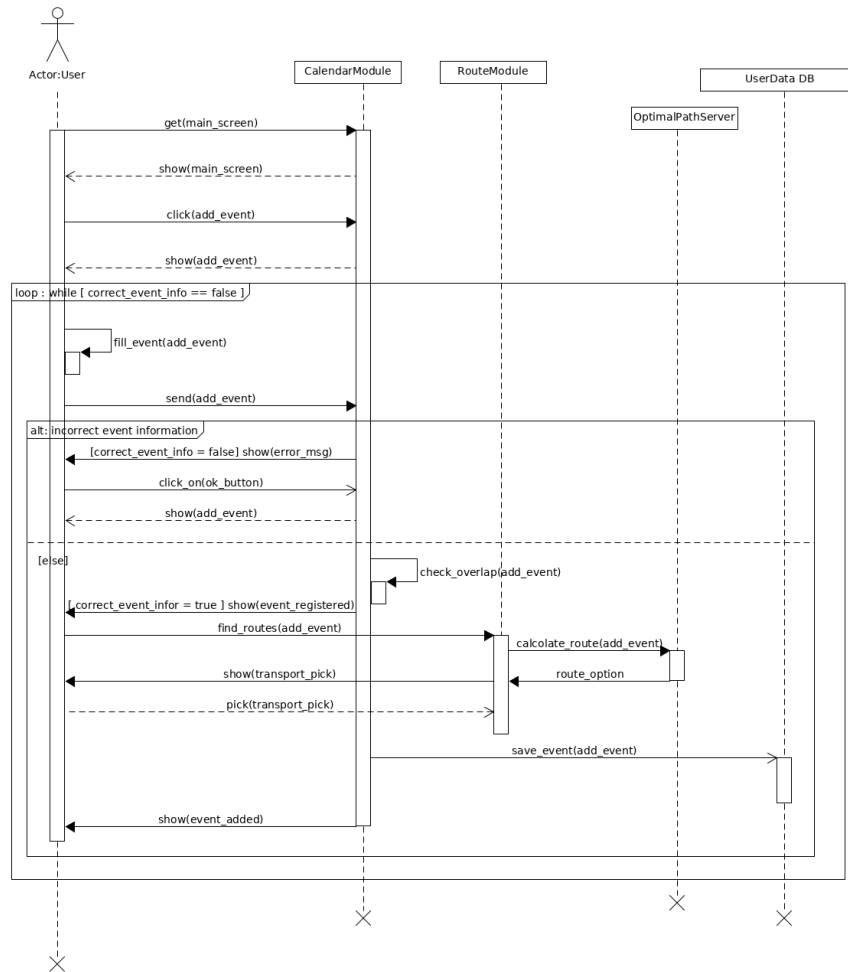 Actor:User
CalendarModule
RouteModule
UserData DB
OptimalPathServer
get(main_screen)
show(main_screen)
click(add_event)
show(add_event)
loop : while [ correct_event_info == false ]
fill_event(add_event)
send(add_event)
alt: incorrect event information
[correct_event_info = false] show(error_msg)
click_on(ok_button)
show(add_event)
[else]
check_overlap(add_event)
[ correct_event_infor = true ] show(event_registered)
find_routes(add_event)
calcolate_route(add_event)
show(transport_pick)
route_option
pick(transport_pick)
save_event(add_event)
show(event_added)